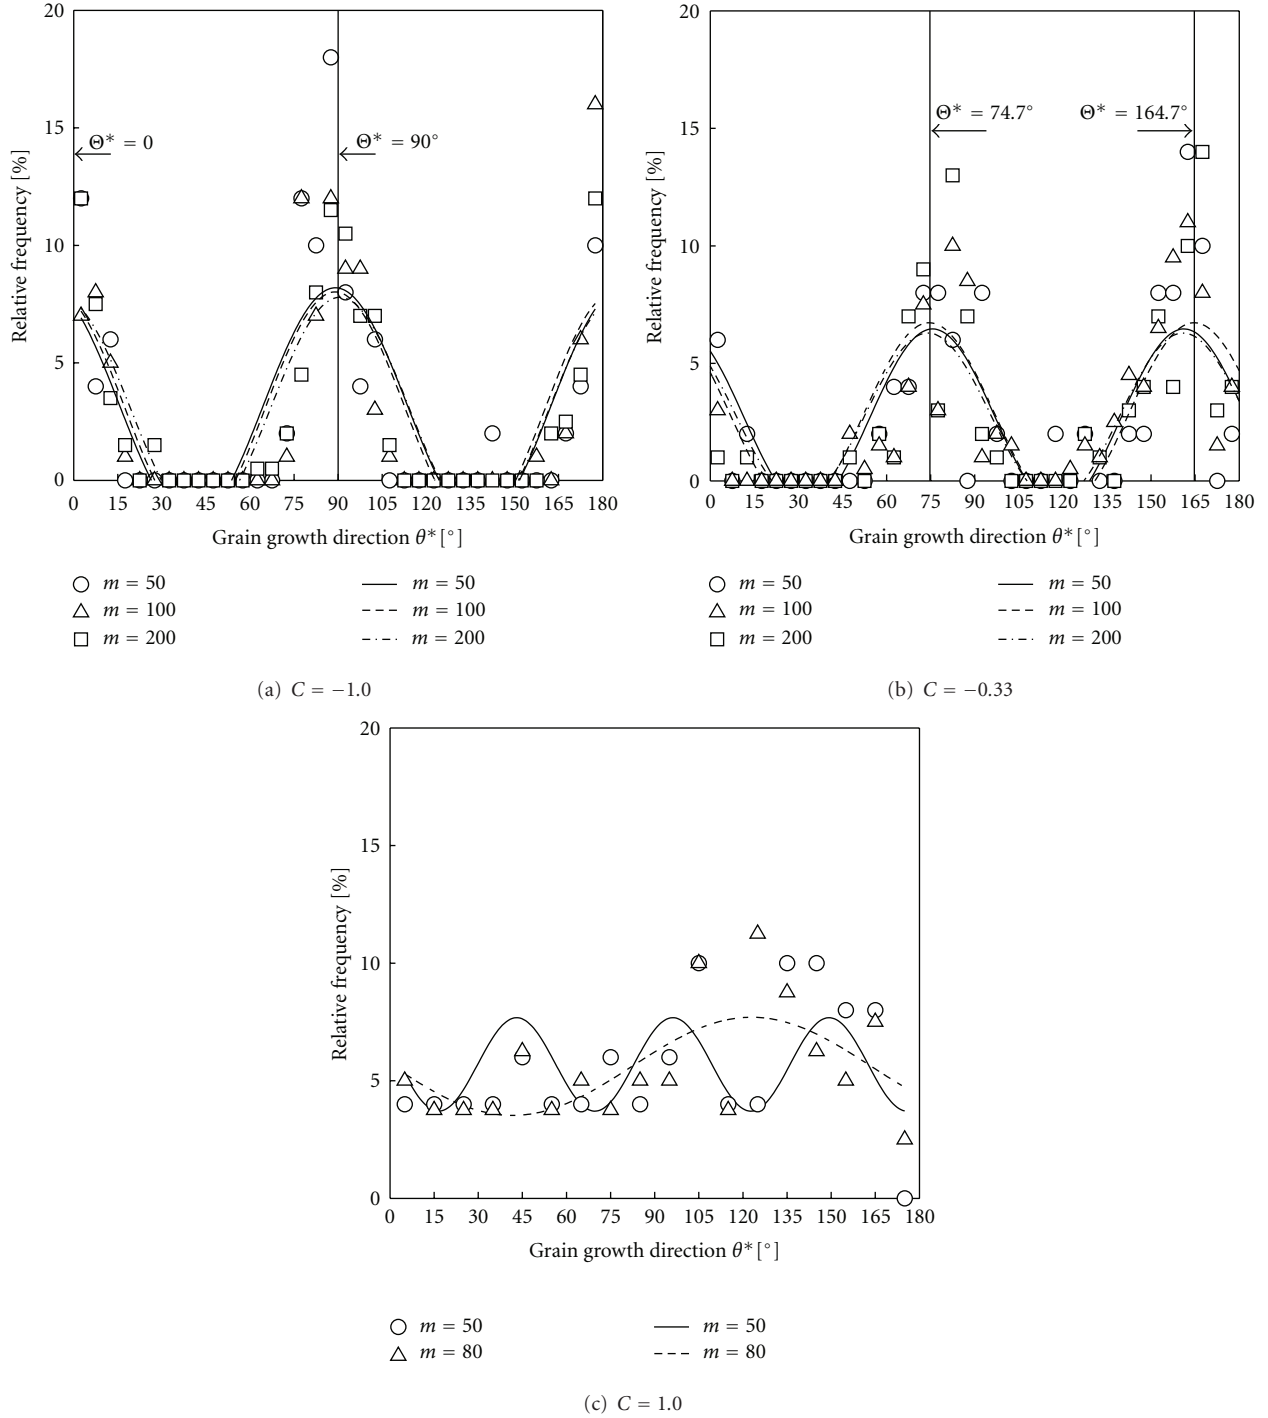 20
15
10
5
0
Relative frequency [%]
Θ* = 0
Θ* = 90°
0 15 30 45 60 75 90 105 120 135 150 165 180
Grain growth direction θ* [°]
m = 50
m = 100
m = 200
m = 50
m = 100
m = 200
(a) C = −1.0
20
15
10
5
0
Relative frequency [%]
Θ* = 74.7°
Θ* = 164.7°
0 15 30 45 60 75 90 105 120 135 150 165 180
Grain growth direction θ* [°]
m = 50
m = 100
m = 200
m = 50
m = 100
m = 200
(b) C = −0.33
20
15
10
5
0
Relative frequency [%]
0 15 30 45 60 75 90 105 120 135 150 165 180
Grain growth direction θ* [°]
m = 50
m = 80
m = 50
m = 80
(c) C = 1.0